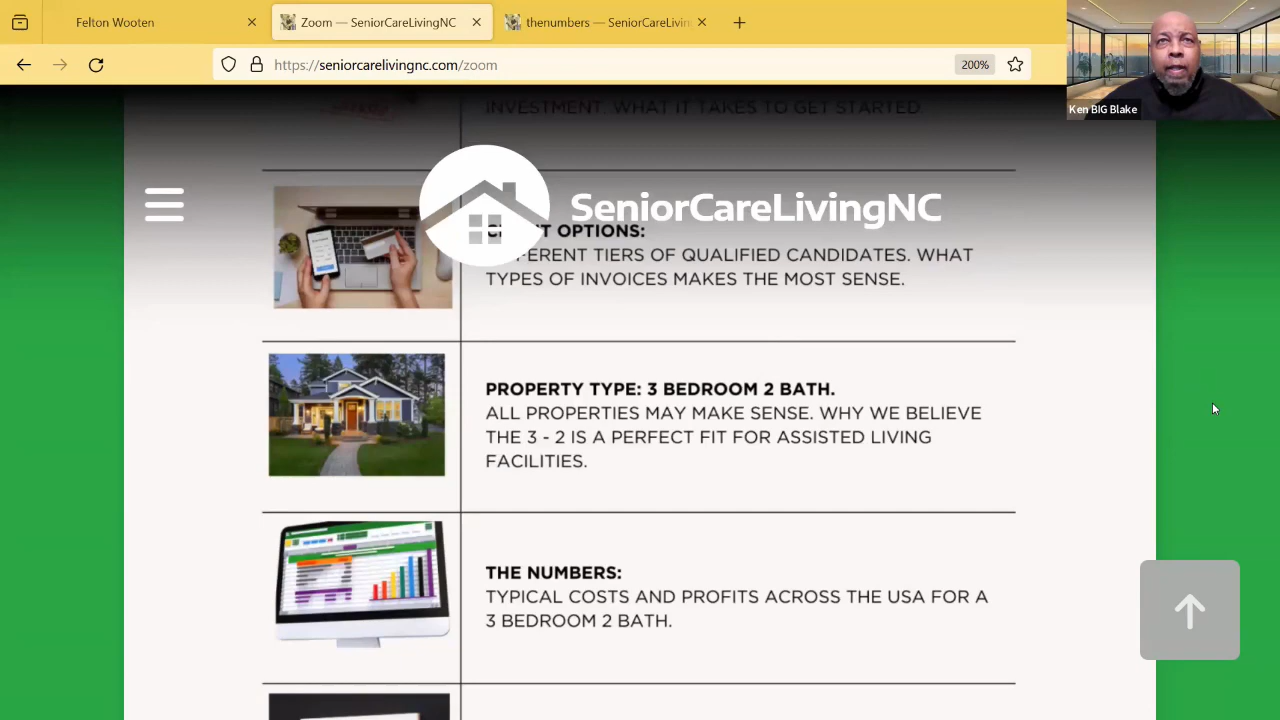 Felton Wooten
Zoom — SeniorCareLivingNC
thenumbers — SeniorCareLivin
https://seniorcarelivingnc.com/zoom
200%
Ken BIG Blake
INVESTMENT. WHAT IT TAKES TO GET STARTED.
SeniorCareLivingNC
T OPTIONS:
FERENT TIERS OF QUALIFIED CANDIDATES. WHAT
TYPES OF INVOICES MAKES THE MOST SENSE.
PROPERTY TYPE: 3 BEDROOM 2 BATH.
ALL PROPERTIES MAY MAKE SENSE. WHY WE BELIEVE
THE 3 - 2 IS A PERFECT FIT FOR ASSISTED LIVING
FACILITIES.
THE NUMBERS:
TYPICAL COSTS AND PROFITS ACROSS THE USA FOR A
3 BEDROOM 2 BATH.